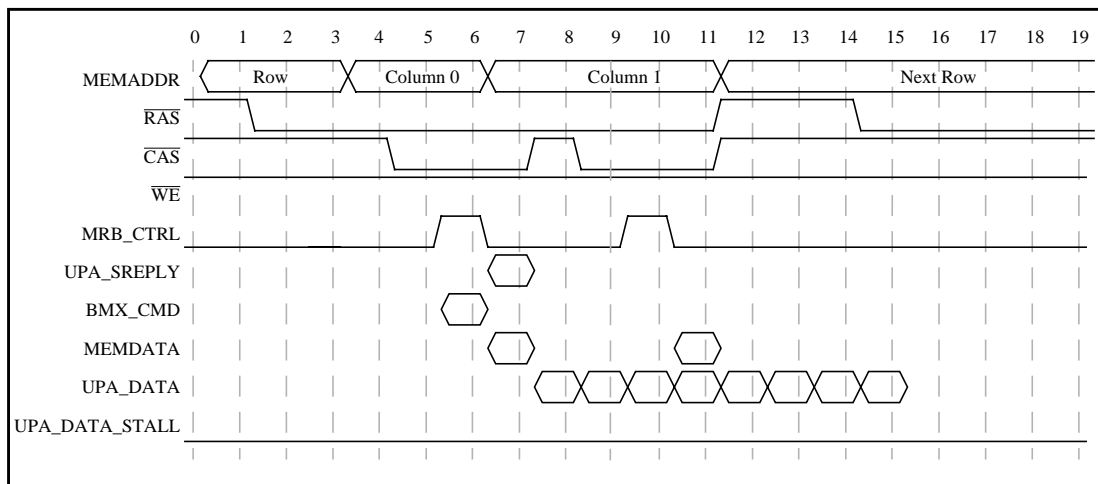 0 1 2 3 4 5 6 7 8 9 10 11 12 13 14 15 16 17 18 19
MEMADDR Row Column 0 Column 1 Next Row
RAS
CAS
WE
MRB_CTRL
UPA_SREPLY
BMX_CMD
MEMDATA
UPA_DATA
UPA_DATA_STALL